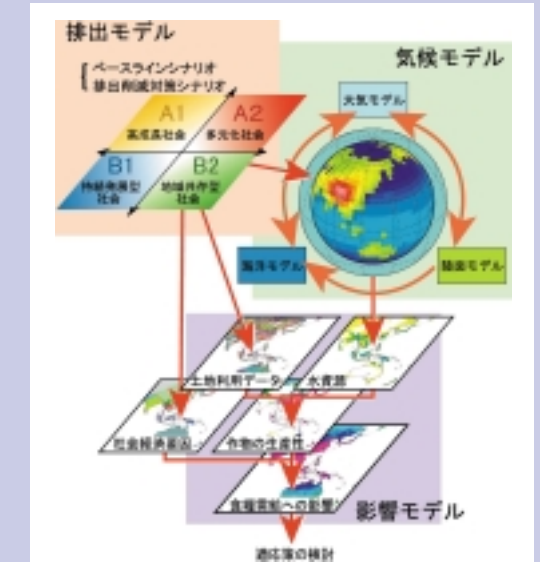 排出モデル
ベースラインシナリオ
排出削減対策シナリオ
A1
高成長社会
A2
多元化社会
B1
持続発展型
社会
B2
地域共存型
社会
気候モデル
大気モデル
海洋モデル
陸面モデル
土地利用データ
水資源
社会経済要因
作物の生産性
食糧需給への影響
影響モデル
適応策の検討